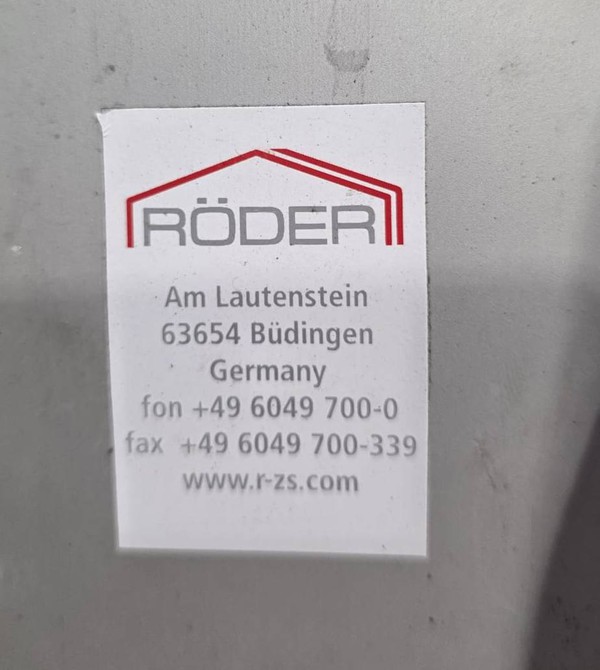 RÖDER
Am Lautenstein
63654 Büdingen
Germany
fon +49 6049 700-0
fax +49 6049 700-339
www.r-zs.com